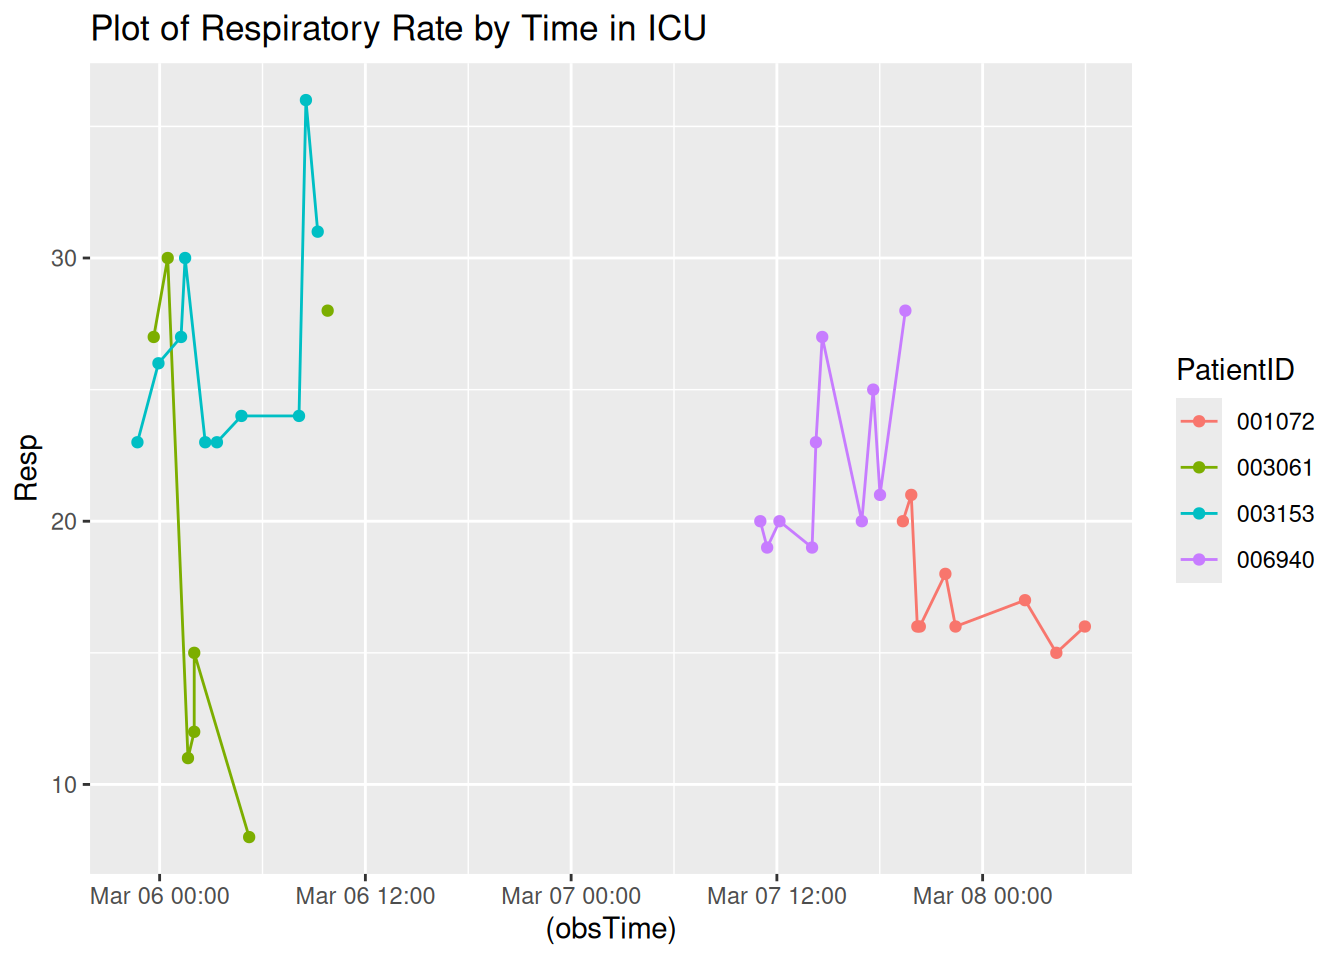 Plot of Respiratory Rate by Time in ICU
Resp
30
20
10
Mar 06 00:00 Mar 06 12:00 Mar 07 00:00 Mar 07 12:00 Mar 08 00:00
(obsTime)
PatientID
001072
003061
003153
006940